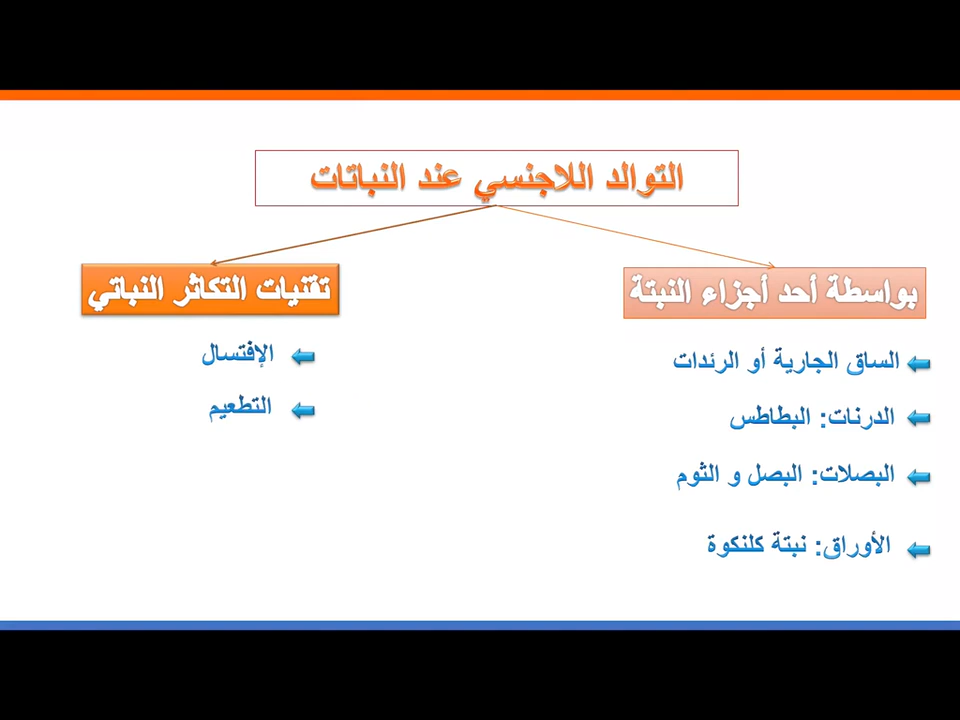 التوالد اللاجنسي عند النباتات
بواسطة أحد أجزاء النبتة
الساق الجارية أو الرئدات
الدرنات: البطاطس
البصلات: البصل و الثوم
الأوراق: نبتة كلنكوة
تقنيات التكاثر النباتي
الإفتسال
التطعيم